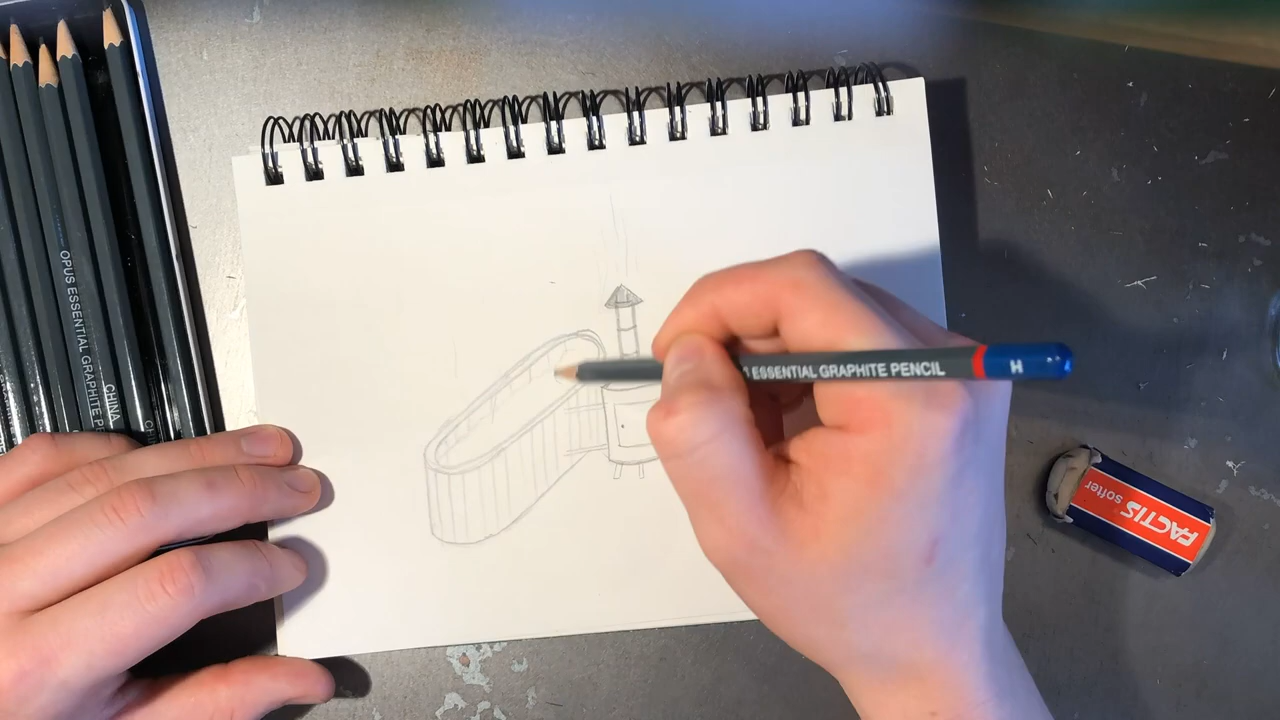 OPUS ESSENTIAL GRAPHITE
CHINA
ESSENTIAL GRAPHITE PENCIL
H
FACTIS
softer